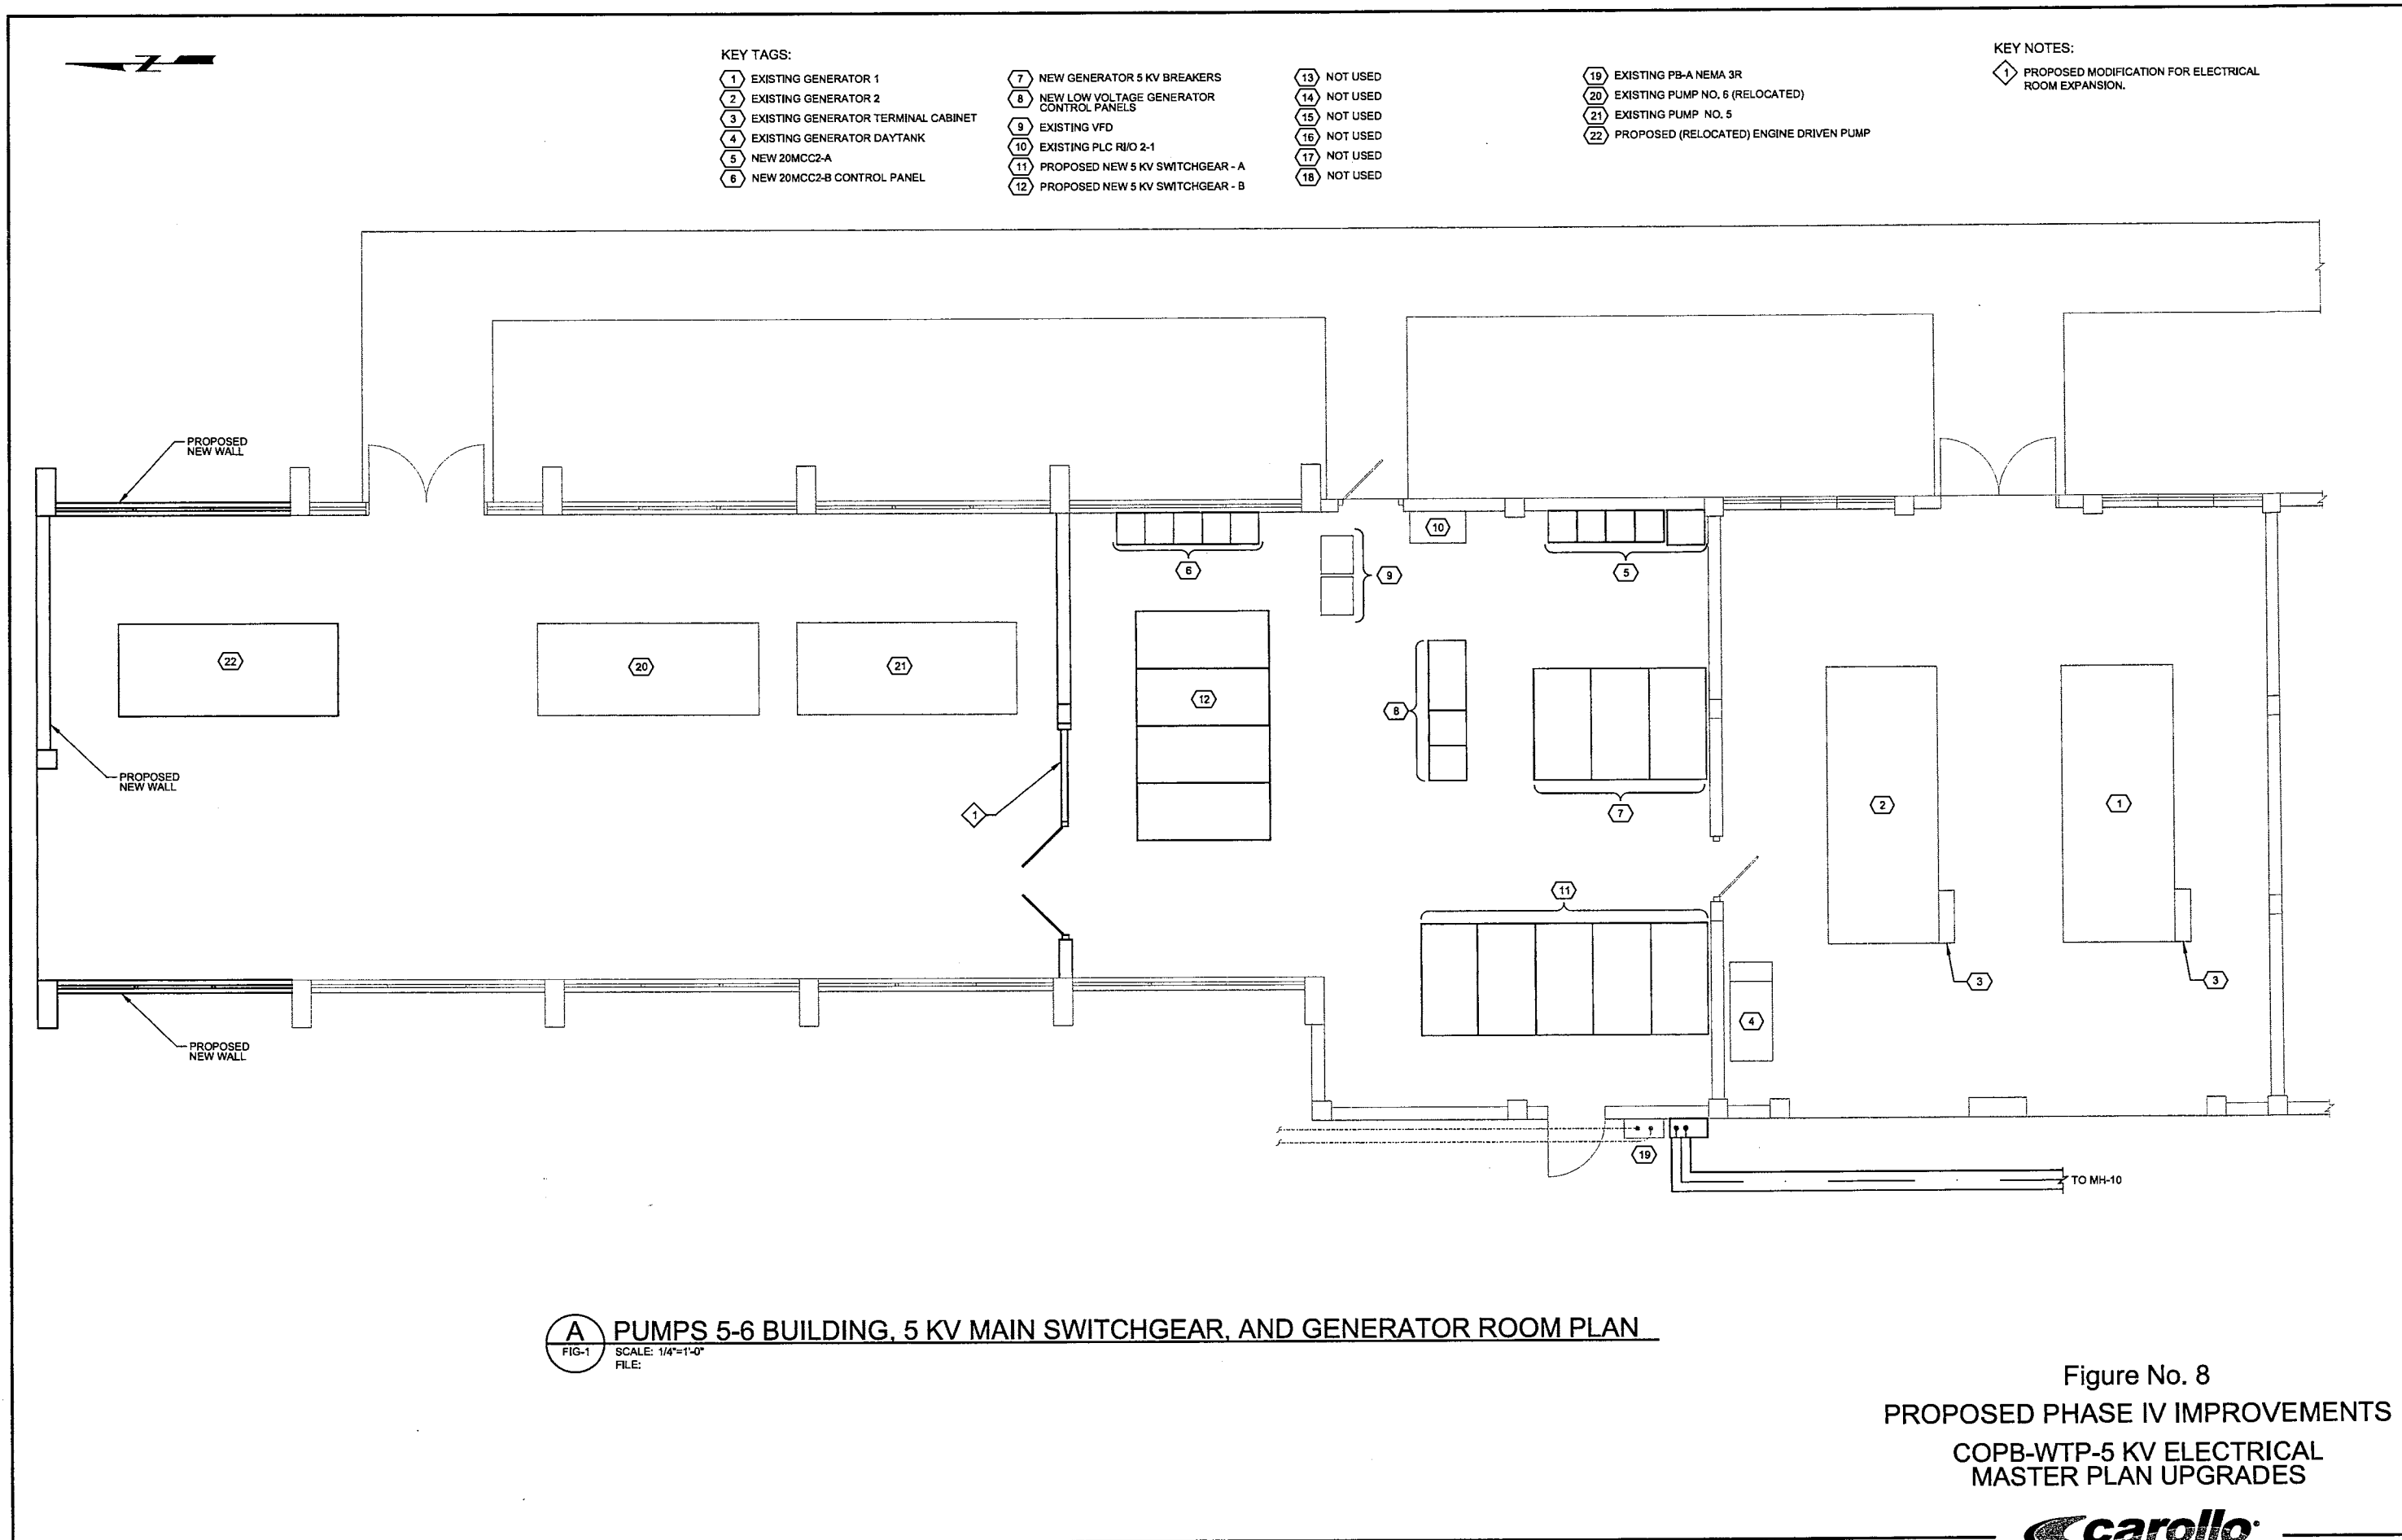 Z
KEY TAGS:
1 EXISTING GENERATOR 1
2 EXISTING GENERATOR 2
3 EXISTING GENERATOR TERMINAL CABINET
4 EXISTING GENERATOR DAYTANK
5 NEW 20MCC2-A
6 NEW 20MCC2-B CONTROL PANEL
7 NEW GENERATOR 5 KV BREAKERS
8 NEW LOW VOLTAGE GENERATOR
CONTROL PANELS
9 EXISTING VFD
10 EXISTING PLC RI/O 2-1
11 PROPOSED NEW 5 KV SWITCHGEAR - A
12 PROPOSED NEW 5 KV SWITCHGEAR - B
13 NOT USED
14 NOT USED
15 NOT USED
16 NOT USED
17 NOT USED
18 NOT USED
19 EXISTING PB-A NEMA 3R
20 EXISTING PUMP NO. 6 (RELOCATED)
21 EXISTING PUMP NO. 5
22 PROPOSED (RELOCATED) ENGINE DRIVEN PUMP
KEY NOTES:
1 PROPOSED MODIFICATION FOR ELECTRICAL
ROOM EXPANSION.
PROPOSED
NEW WALL
10
6
9
5
22
20
21
12
8
PROPOSED
NEW WALL
1
7
2
1
11
3
3
4
PROPOSED
NEW WALL
19
TO MH-10
A
FIG-1
PUMPS 5-6 BUILDING, 5 KV MAIN SWITCHGEAR, AND GENERATOR ROOM PLAN
SCALE: 1/4"=1'-0"
FILE:
Figure No. 8
PROPOSED PHASE IV IMPROVEMENTS
COPB-WTP-5 KV ELECTRICAL
MASTER PLAN UPGRADES
carollo